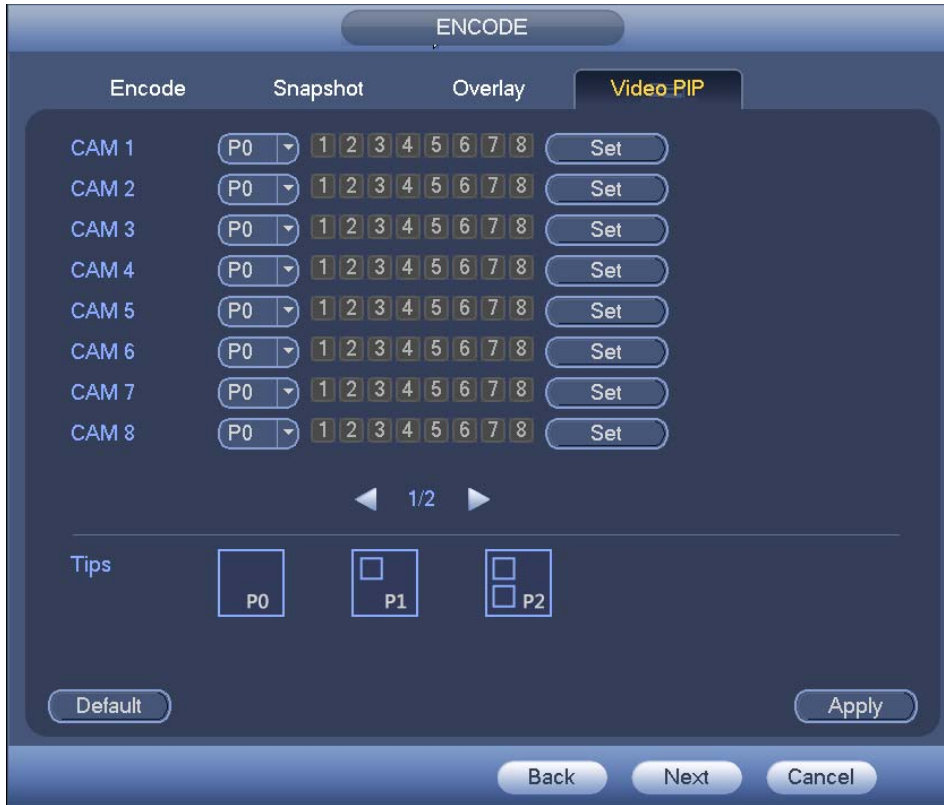 ENCODE
Encode Snapshot Overlay Video PIP
CAM 1 P0 1 2 3 4 5 6 7 8 Set
CAM 2 P0 1 2 3 4 5 6 7 8 Set
CAM 3 P0 1 2 3 4 5 6 7 8 Set
CAM 4 P0 1 2 3 4 5 6 7 8 Set
CAM 5 P0 1 2 3 4 5 6 7 8 Set
CAM 6 P0 1 2 3 4 5 6 7 8 Set
CAM 7 P0 1 2 3 4 5 6 7 8 Set
CAM 8 P0 1 2 3 4 5 6 7 8 Set
1/2
Tips P0 P1 P2
Default Apply
Back Next Cancel